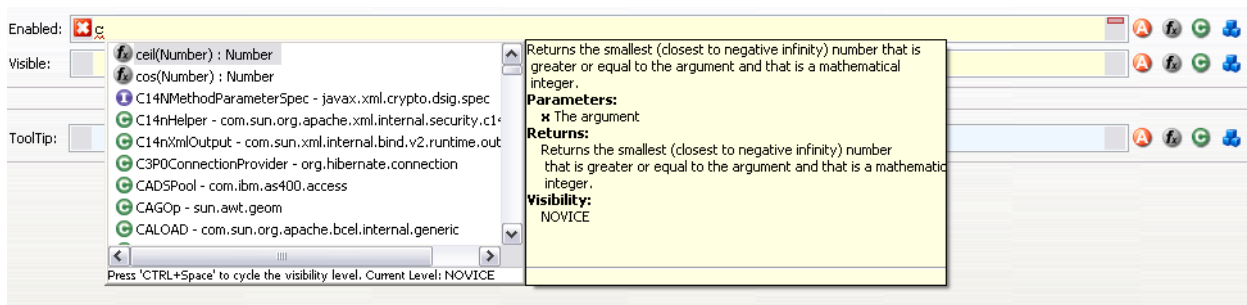 Enabled: c
ceil(Number) : Number
cos(Number) : Number
C14NMethodParameterSpec - javax.xml.crypto.dsig.spec
C14nHelper - com.sun.org.apache.xml.internal.security.c14
C14nXmlOutput - com.sun.xml.internal.bind.v2.runtime.out
C3P0ConnectionProvider - org.hibernate.connection
CADSPool - com.ibm.as400.access
CAGOp - sun.awt.geom
CALOAD - com.sun.org.apache.bcel.internal.generic
Press 'CTRL+Space' to cycle the visibility level. Current Level: NOVICE
Returns the smallest (closest to negative infinity) number that is
greater or equal to the argument and that is a mathematical
integer.
Parameters:
x The argument
Returns:
Returns the smallest (closest to negative infinity) number
that is greater or equal to the argument and that is a mathematic
integer.
Visibility:
NOVICE
Visible:
ToolTip: